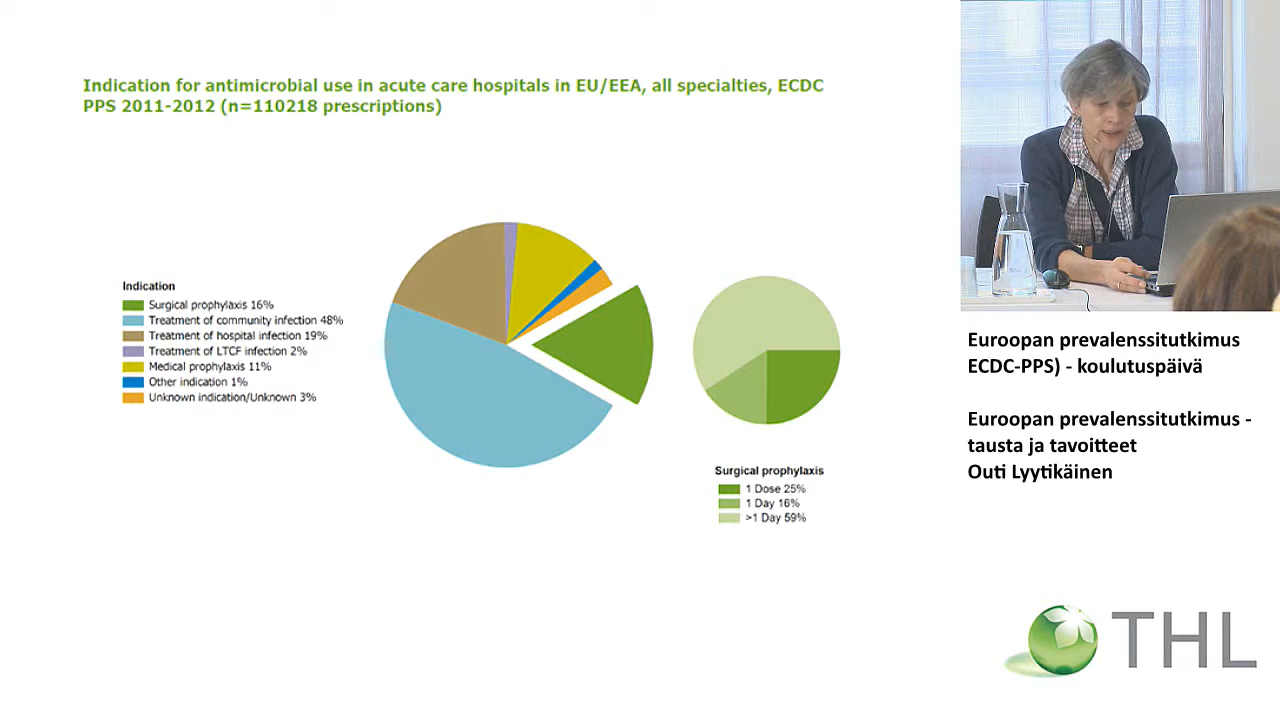 Indication for antimicrobial use in acute care hospitals in EU/EEA, all specialties, ECDC
PPS 2011-2012 (n=110218 prescriptions)
Indication
Surgical prophylaxis 16%
Treatment of community infection 48%
Treatment of hospital infection 19%
Treatment of LTCF infection 2%
Medical prophylaxis 11%
Other indication 1%
Unknown indication/Unknown 3%
Surgical prophylaxis
1 Dose 25%
1 Day 16%
>1 Day 59%
Euroopan prevalenssitutkimus
ECDC-PPS) - koulutuspäivä
Euroopan prevalenssitutkimus -
tausta ja tavoitteet
Outi Lyytikäinen
THL